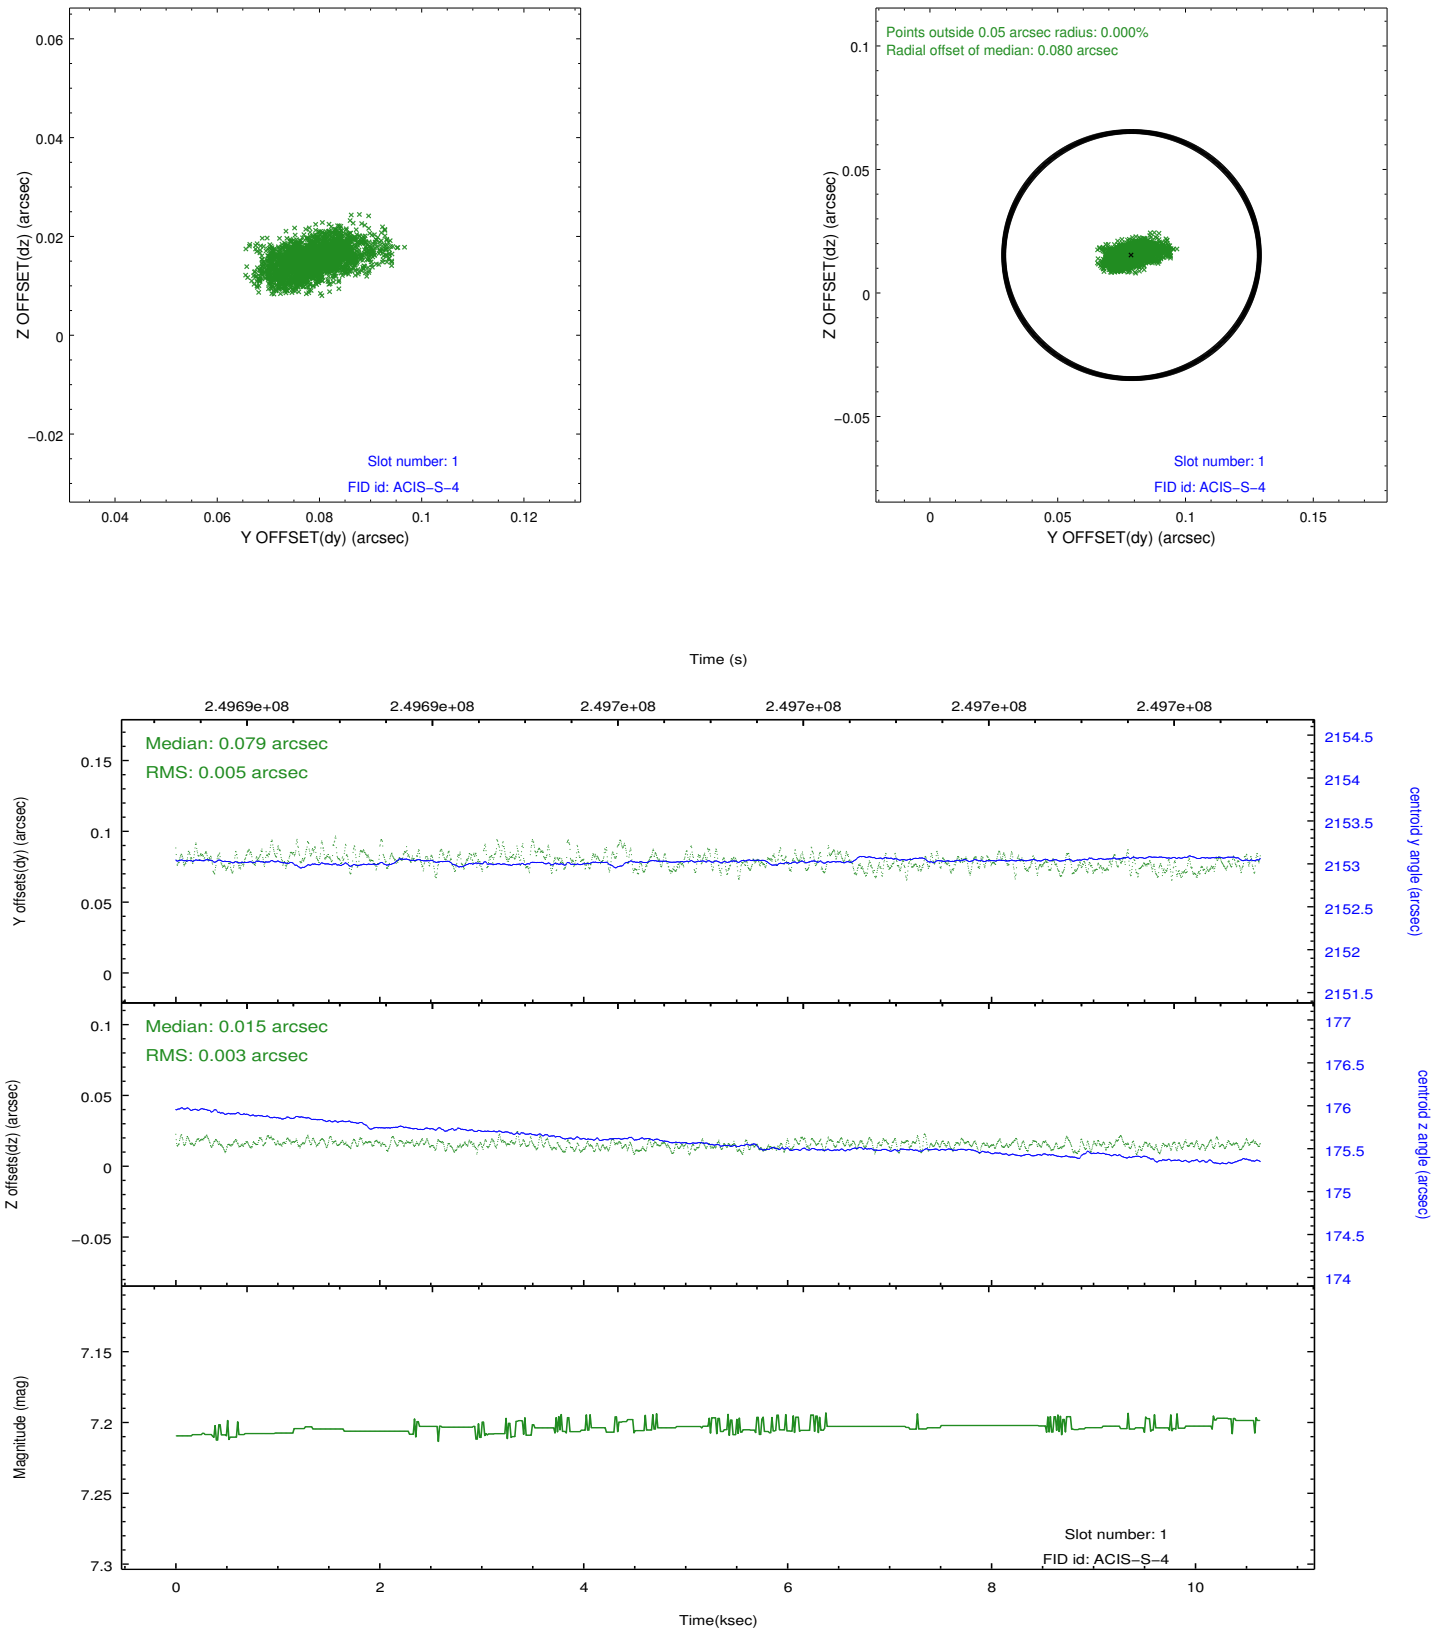 0.06
0.04
0.02
0
−0.02
Z OFFSET(dz) (arcsec)
Slot number: 1
FID id: ACIS−S−4
0.04 0.06 0.08 0.1 0.12
Y OFFSET(dy) (arcsec)
Points outside 0.05 arcsec radius: 0.000%
Radial offset of median: 0.080 arcsec
0.1
0.05
0
−0.05
Z OFFSET(dz) (arcsec)
Slot number: 1
FID id: ACIS−S−4
0 0.05 0.1 0.15
Y OFFSET(dy) (arcsec)
Time (s)
2.4969e+08 2.4969e+08 2.497e+08 2.497e+08 2.497e+08 2.497e+08
Median: 0.079 arcsec
RMS: 0.005 arcsec
0.15
0.1
0.05
0
Y offsets(dy) (arcsec)
2154.5
2154
2153.5
2153
2152.5
2152
2151.5
centroid y angle (arcsec)
Median: 0.015 arcsec
RMS: 0.003 arcsec
0.1
0.05
0
−0.05
Z offsets(dz) (arcsec)
177
176.5
176
175.5
175
174.5
174
centroid z angle (arcsec)
7.15
7.2
7.25
7.3
Magnitude (mag)
Slot number: 1
FID id: ACIS−S−4
0 2 4 6 8 10
Time(ksec)